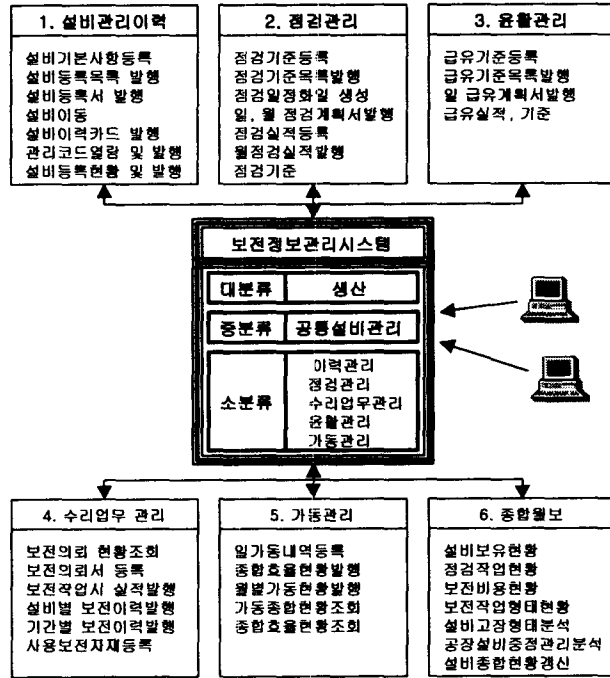 1. 설비관리이력
설비기본사항등록
설비등록목록 발행
설비등록서 발행
설비이동
설비이력카드 발행
관리코드열람 및 발행
설비등록현황 및 발행
2. 점검관리
점검기준등록
점검기준목록발행
점검일정화일 생성
일, 월 점검계획서발행
점검실적등록
월점검실적발행
점검기준
3. 윤활관리
급유기준등록
급유기준목록발행
일 급유계획서발행
급유실적, 기준
보전정보관리시스템
대분류 생산
중분류 공통설비관리
소분류
이력관리
점검관리
수리업무관리
윤활관리
가동관리
4. 수리업무 관리
보전의뢰 현황조회
보전의뢰서 등록
보전작업시 실적발행
설비별 보전이력발행
기간별 보전이력발행
사용보전자재등록
5. 가동관리
일가동내역등록
종합효율현황발행
월별가동현황발행
가동종합현황조회
종합효율현황조회
6. 종합월보
설비보유현황
점검작업현황
보전비용현황
보전작업형태현황
설비고장형태분석
공장설비중점관리분석
설비종합현황갱신